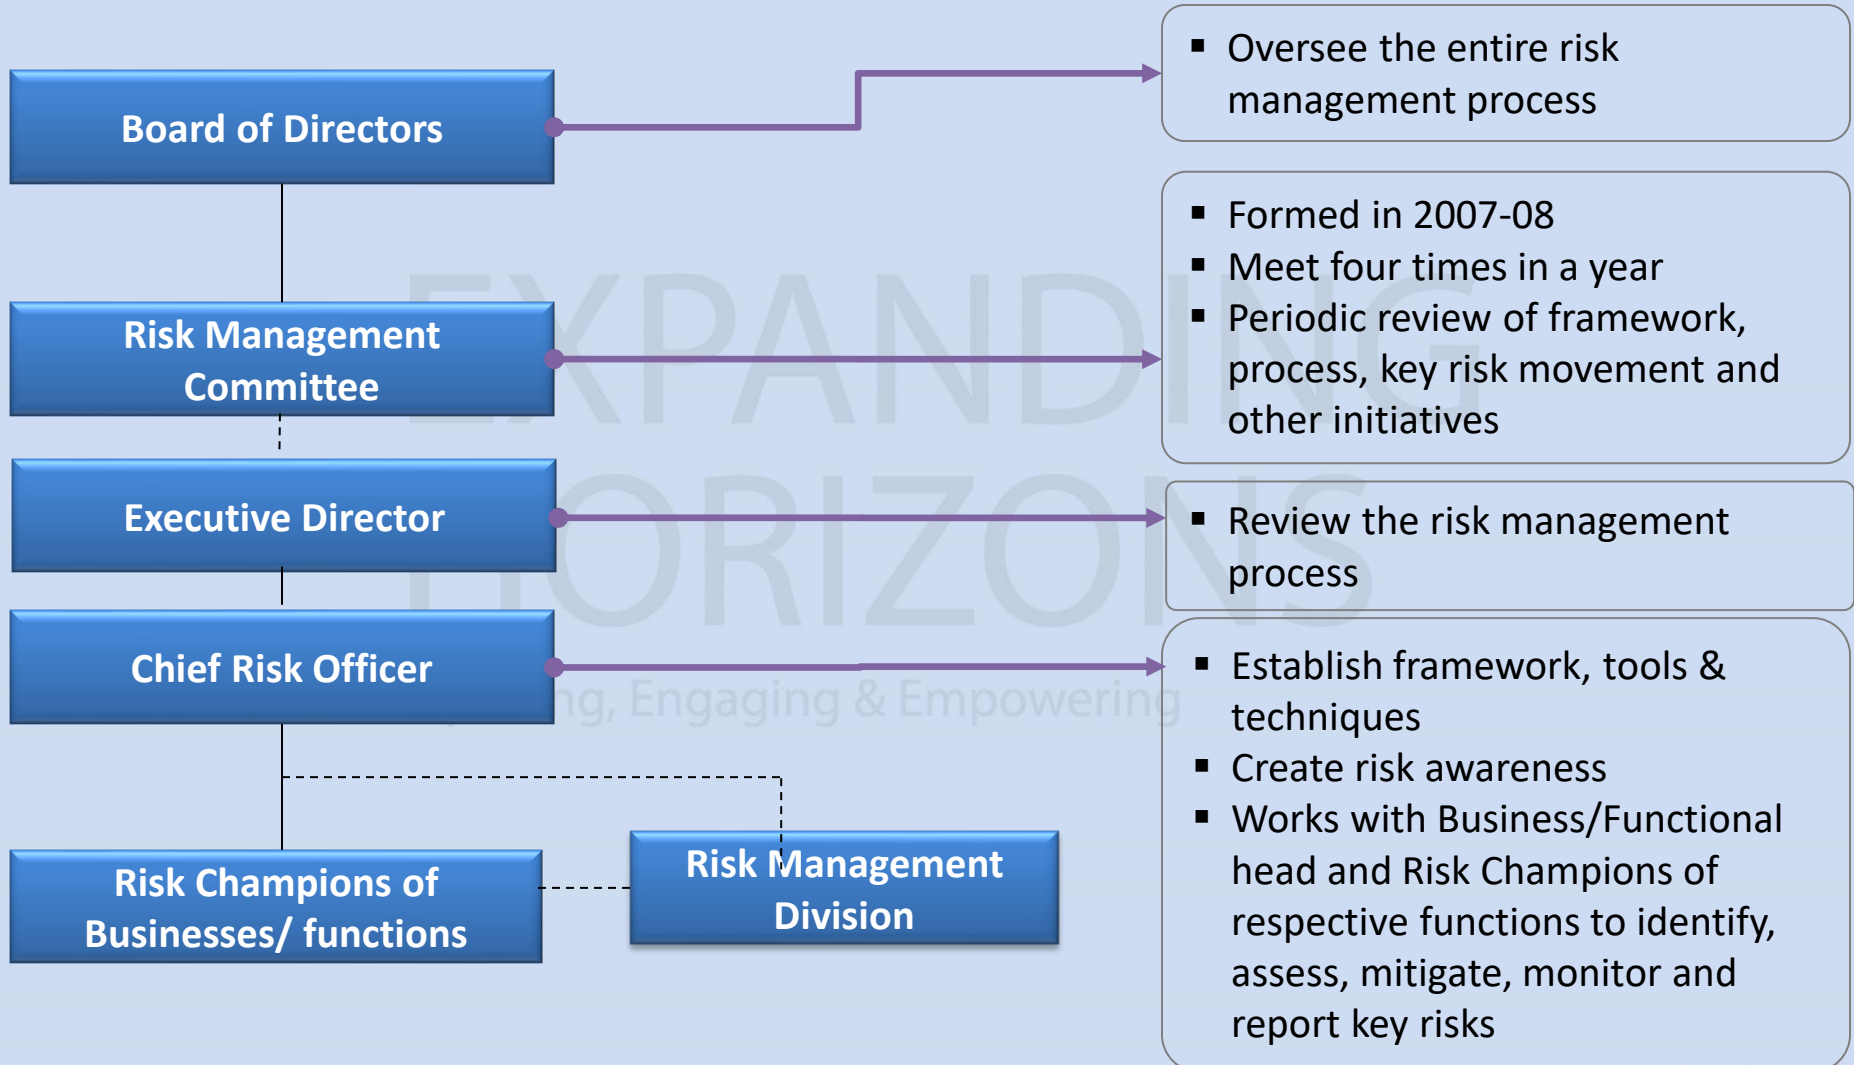 Board of Directors
▪ Oversee the entire risk
management process
Risk Management
Committee
▪ Formed in 2007-08
▪ Meet four times in a year
▪ Periodic review of framework,
process, key risk movement and
other initiatives
Executive Director
▪ Review the risk management
process
Chief Risk Officer
▪ Establish framework, tools &
techniques
▪ Create risk awareness
▪ Works with Business/Functional
head and Risk Champions of
respective functions to identify,
assess, mitigate, monitor and
report key risks
Risk Champions of
Businesses/ functions
Risk Management
Division
EXPANDING
HORIZONS
Engaging & Empowering